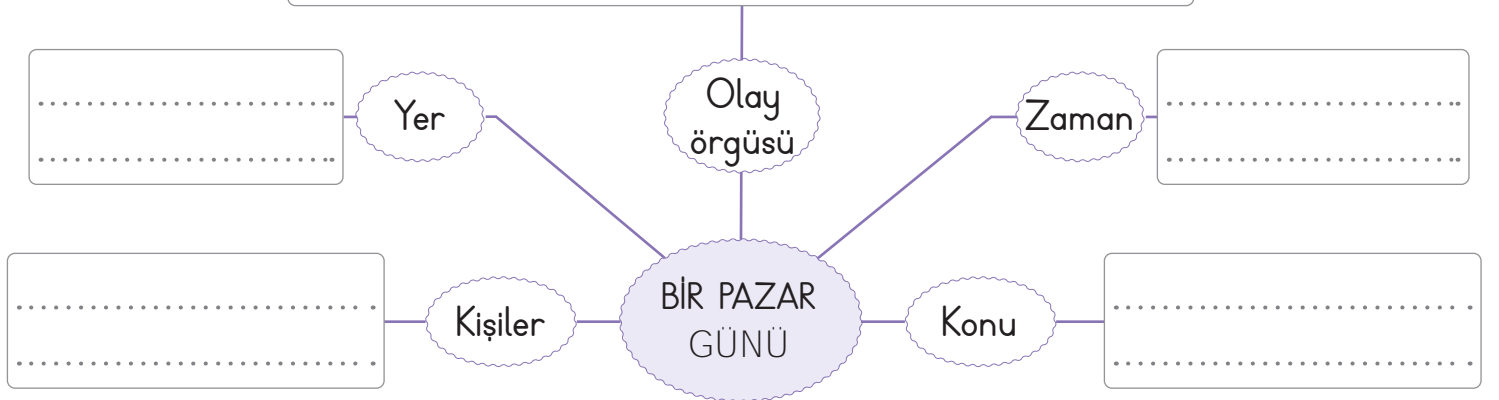 Yer
Olay
örgüsü
Zaman
Kişiler
BİR PAZAR
GÜNÜ
Konu